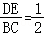 DE/BC = 1/2